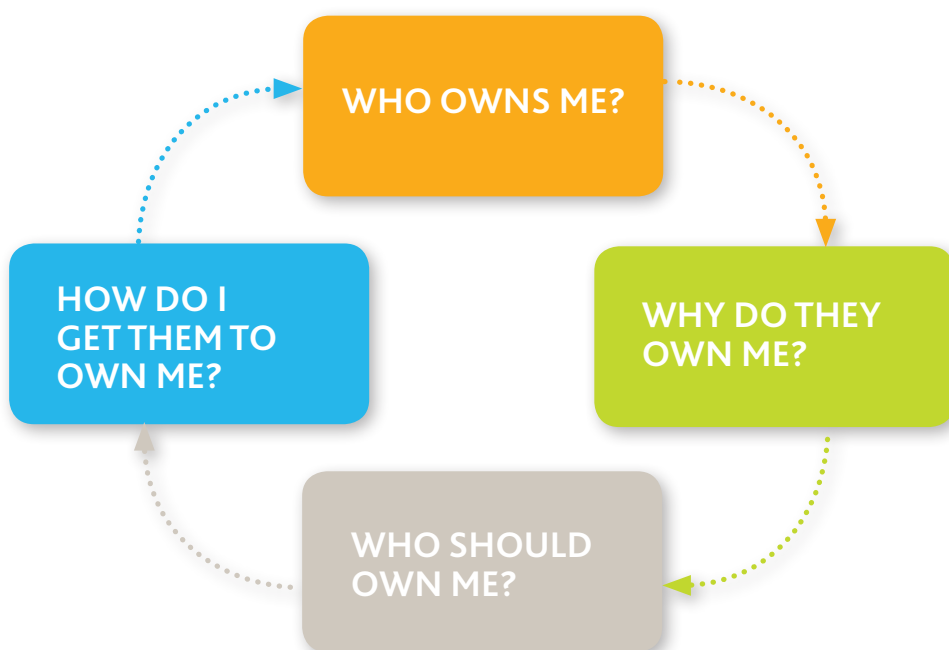 WHO OWNS ME?
WHY DO THEY
OWN ME?
WHO SHOULD
OWN ME?
HOW DO I
GET THEM TO
OWN ME?